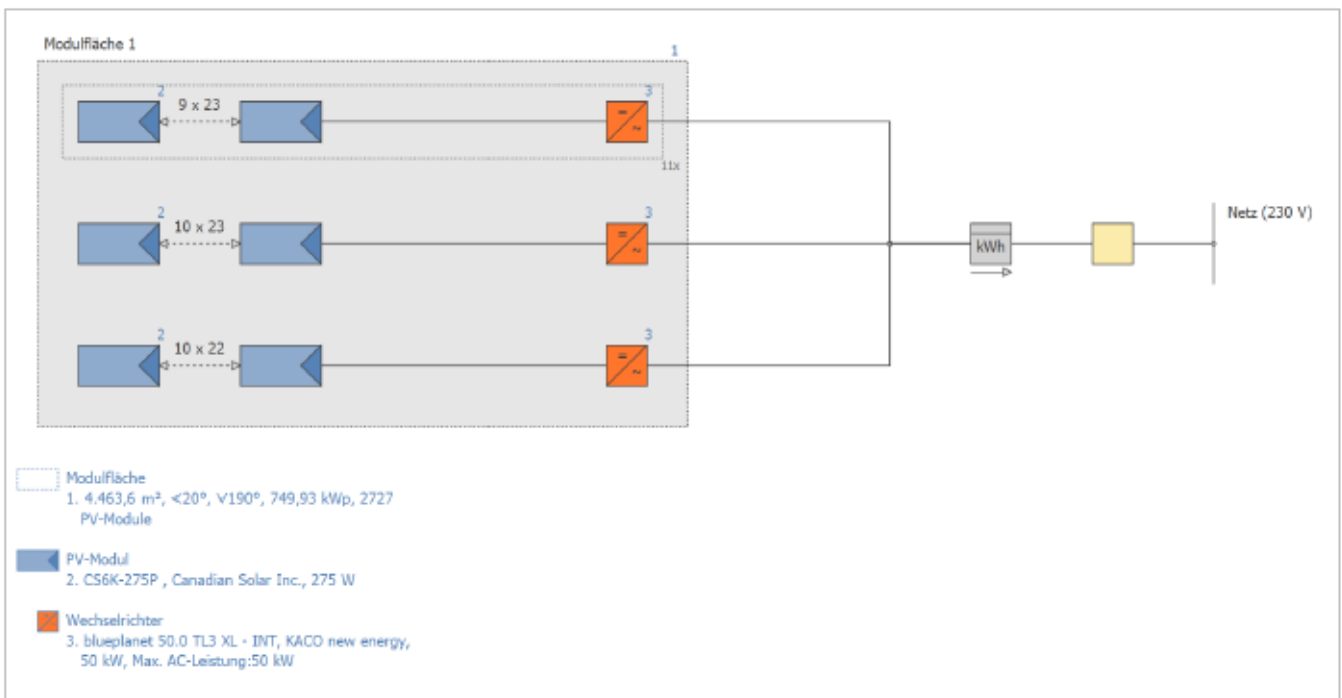 Modulfläche 1
1
2
9 x 23
3
11x
2
10 x 23
3
Netz (230 V)
kWh
2
10 x 22
3
Modulfläche
1. 4.463,6 m², <20°, V190°, 749,93 kWp, 2727
PV-Module
PV-Modul
2. CS6K-275P , Canadian Solar Inc., 275 W
Wechselrichter
3. blueplanet 50.0 TL3 XL - INT, KACO new energy,
50 kW, Max. AC-Leistung:50 kW